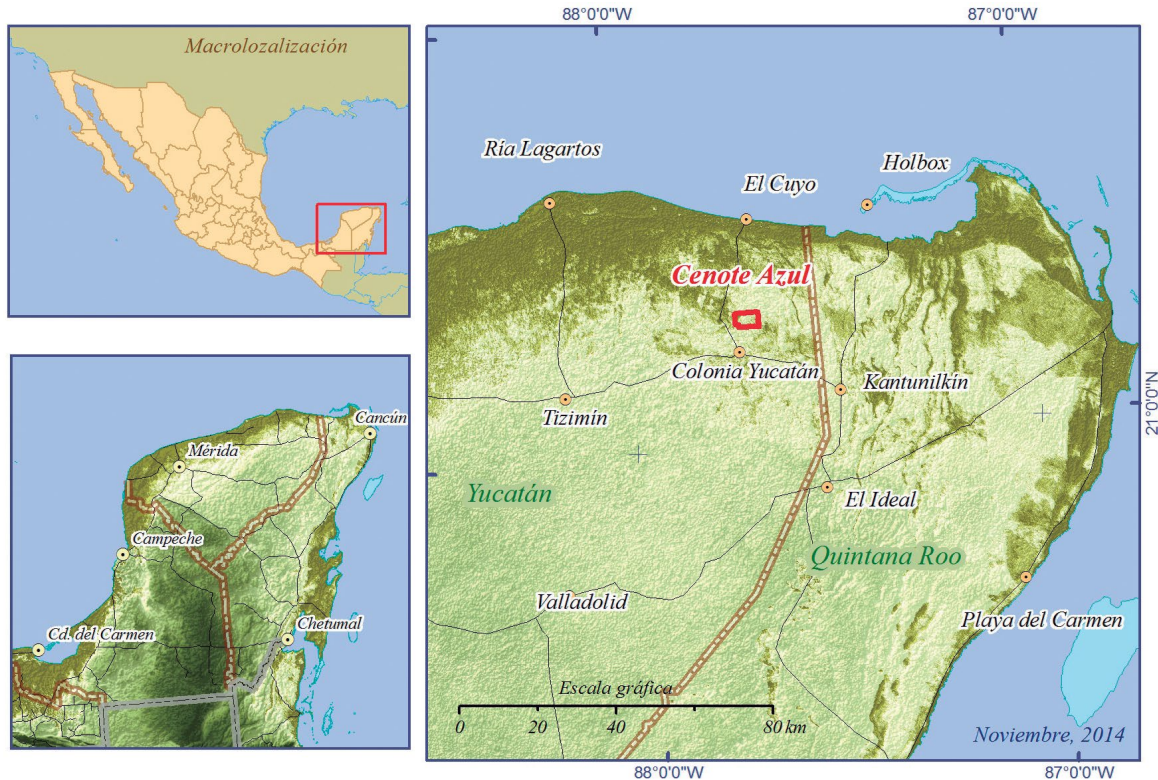 Macrolozalización
Mérida
Cancún
Campeche
Cd. del Carmen
Chetumal
88°0'0"W
87°0'0"W
Ría Lagartos
El Cuyo
Holbox
Cenote Azul
Colonia Yucatán
Kantunilkín
Tizimín
21°0'0"N
Yucatán
El Ideal
Quintana Roo
Valladolid
Playa del Carmen
Escala gráfica
0 20 40 80 km
Noviembre, 2014
88°0'0"W
87°0'0"W